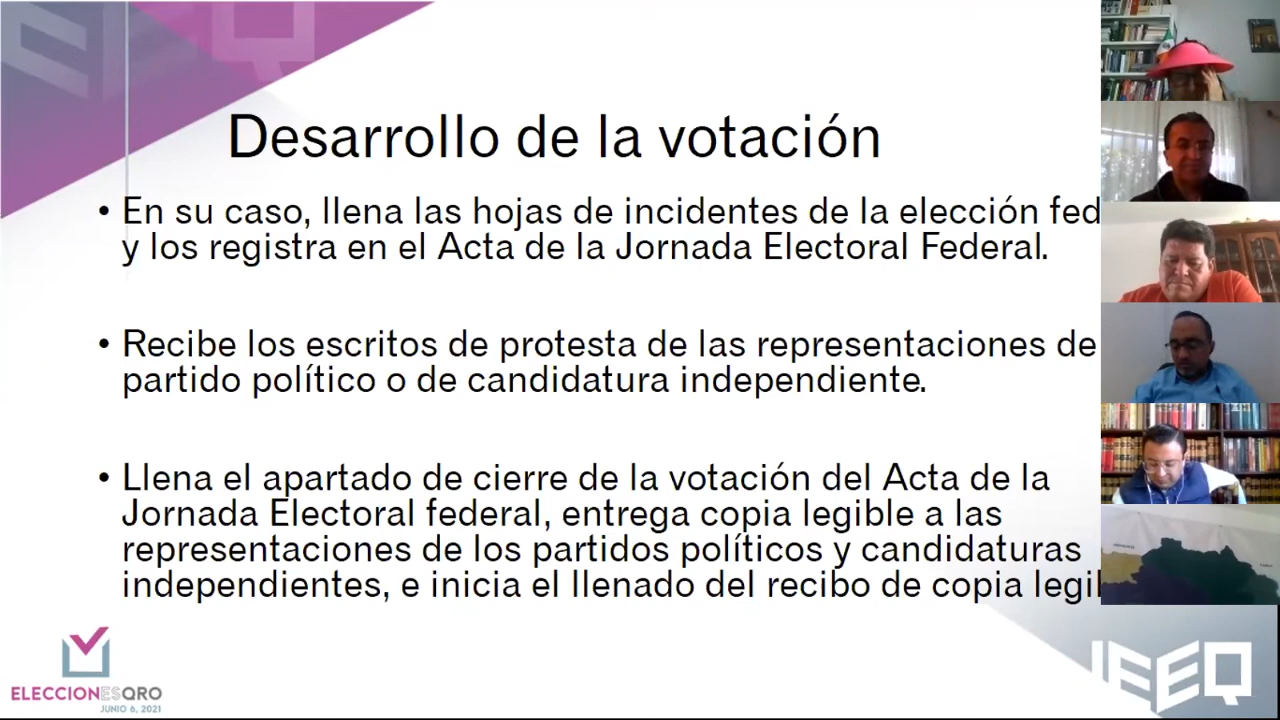 Desarrollo de la votación
• En su caso, llena las hojas de incidentes de la elección fed
y los registra en el Acta de la Jornada Electoral Federal.
• Recibe los escritos de protesta de las representaciones de
partido político o de candidatura independiente.
• Llena el apartado de cierre de la votación del Acta de la
Jornada Electoral federal, entrega copia legible a las
representaciones de los partidos políticos y candidaturas
independientes, e inicia el llenado del recibo de copia legi
ELECCIONESQRO
JUNIO 6, 2021
IEEQ